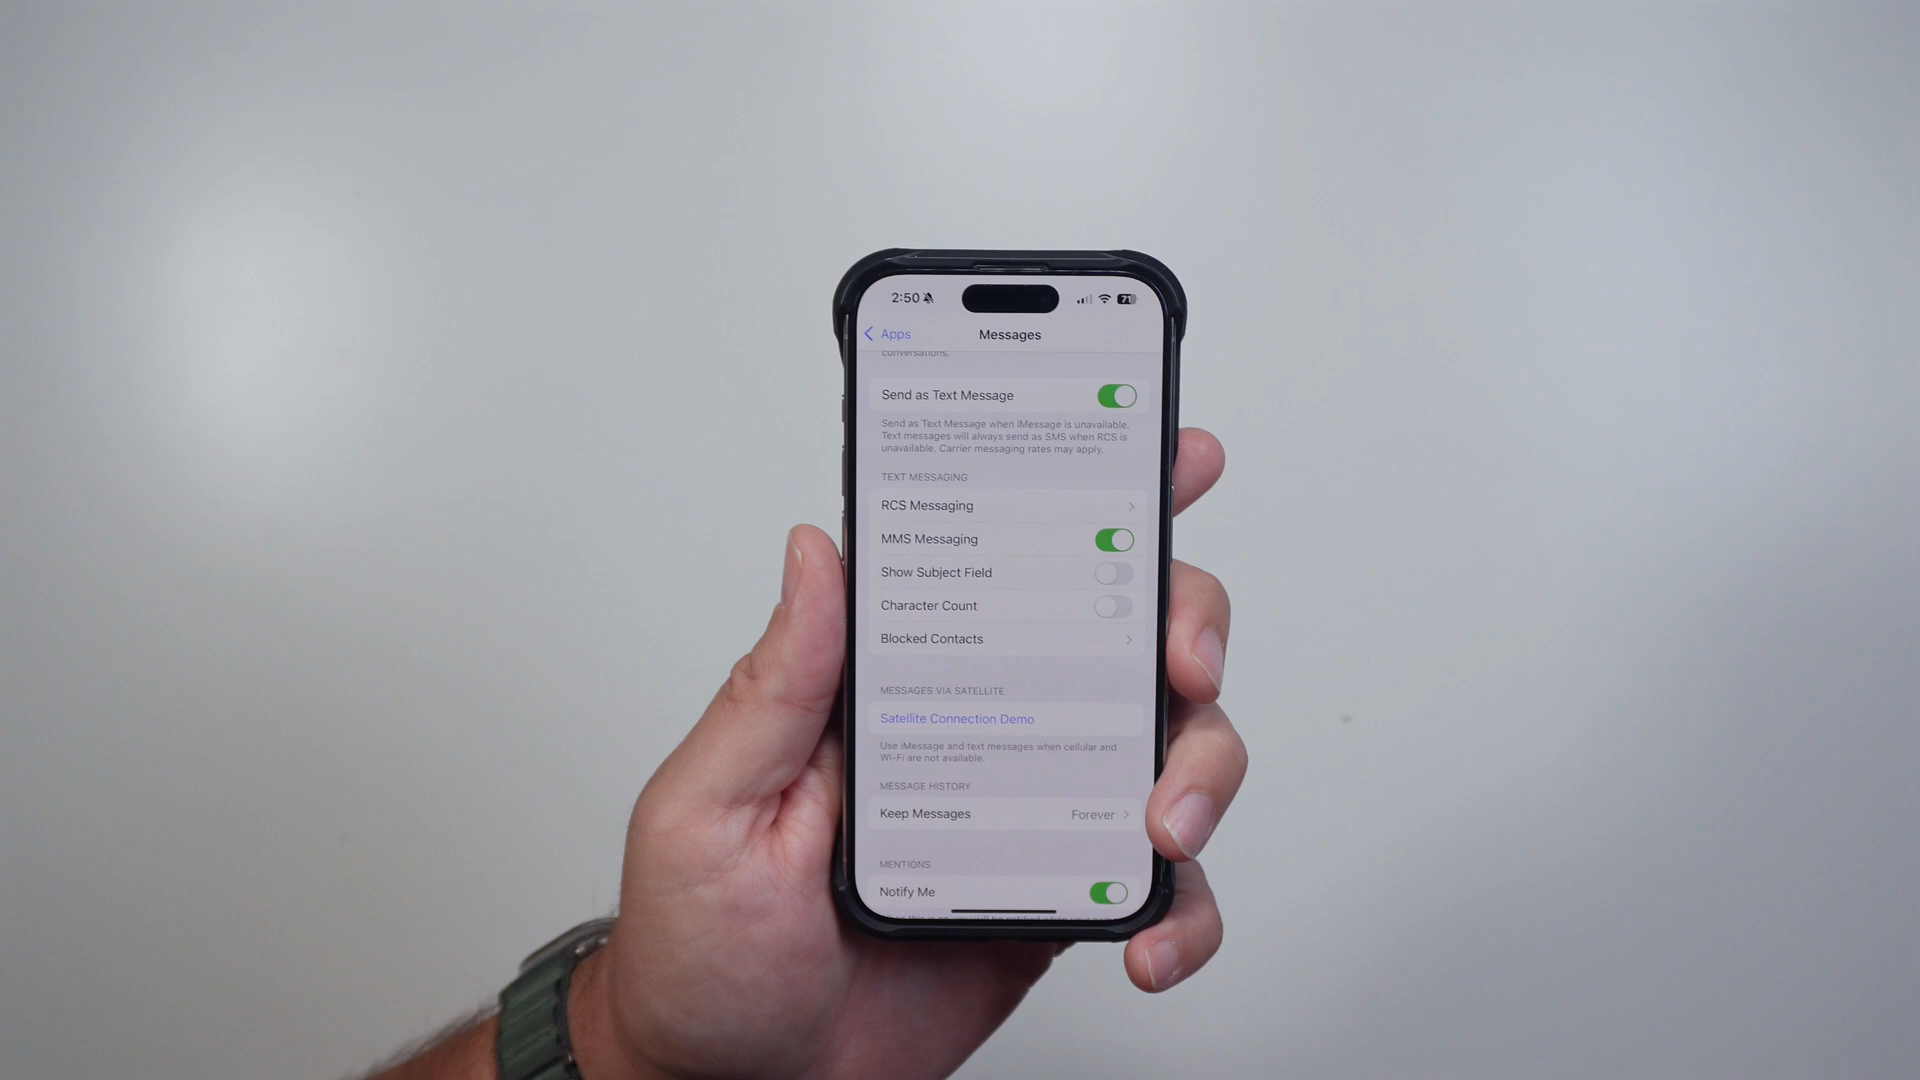 2:50 71
Apps Messages
conversations.
Send as Text Message
Send as Text Message when iMessage is unavailable.
Text messages will always send as SMS when RCS is
unavailable. Carrier messaging rates may apply.
TEXT MESSAGING
RCS Messaging
MMS Messaging
Show Subject Field
Character Count
Blocked Contacts
MESSAGES VIA SATELLITE
Satellite Connection Demo
Use iMessage and text messages when cellular and
Wi-Fi are not available.
MESSAGE HISTORY
Keep Messages Forever
MENTIONS
Notify Me